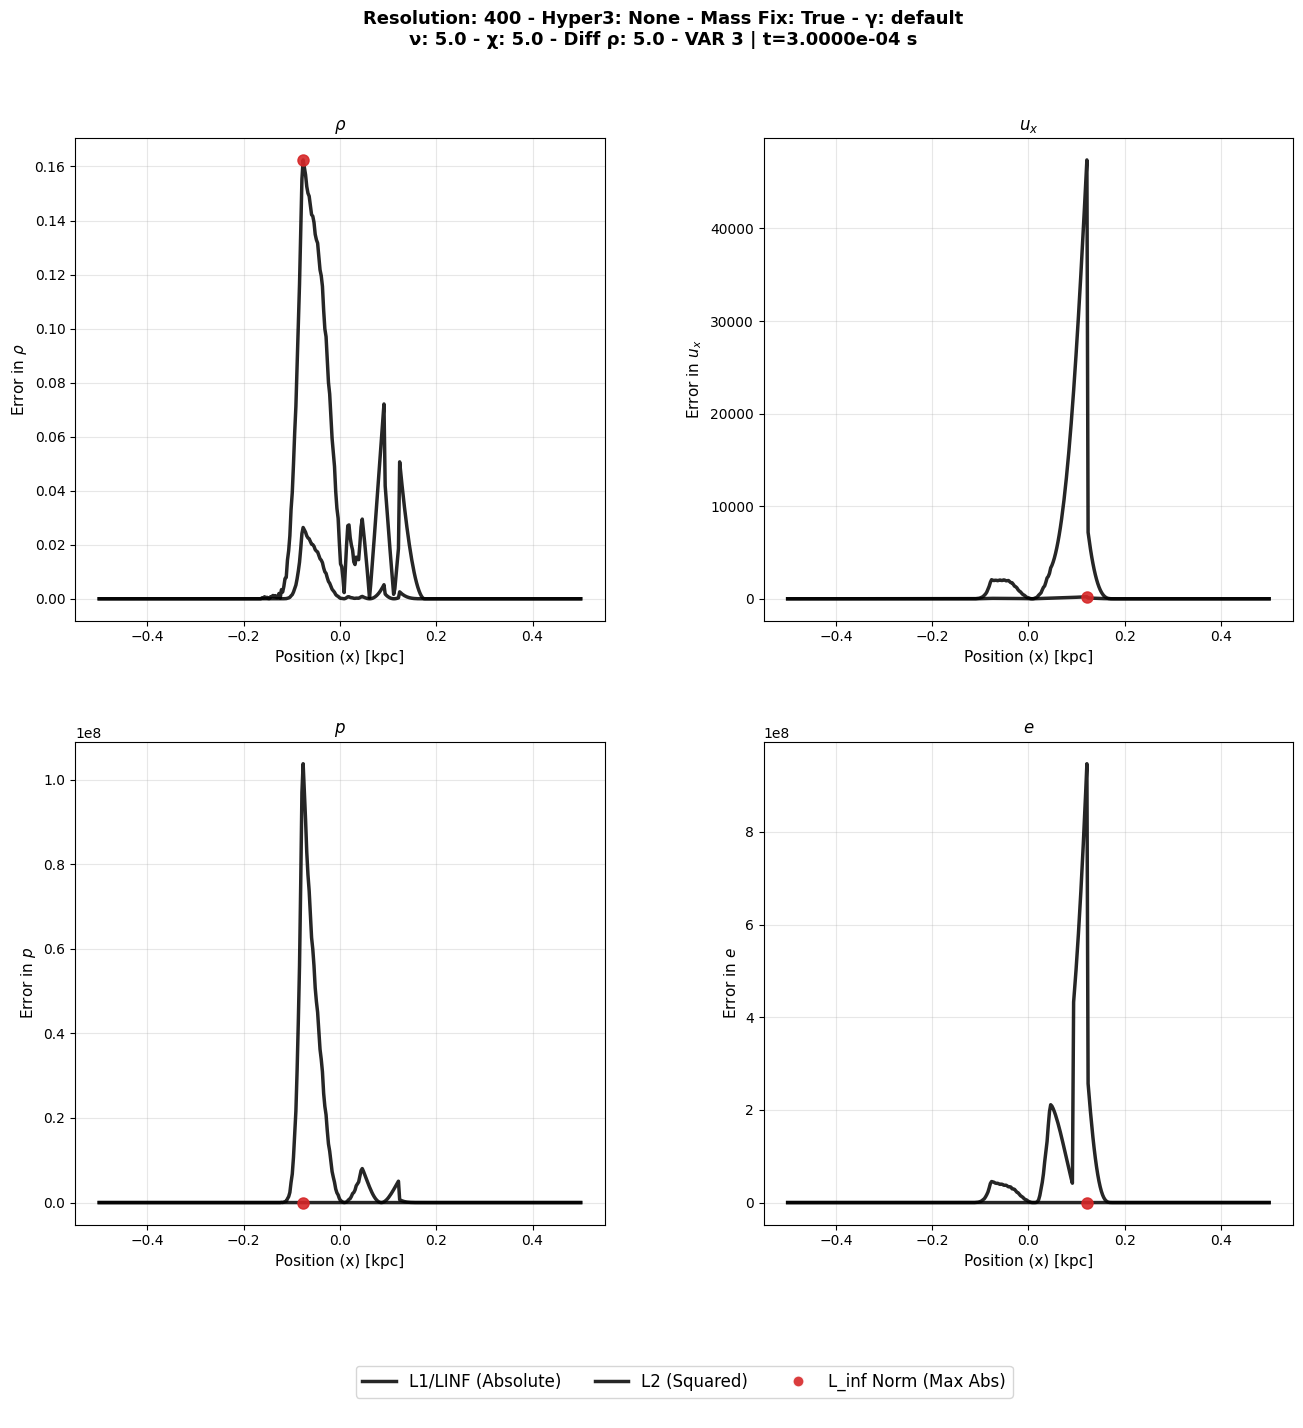 Resolution: 400 - Hyper3: None - Mass Fix: True - γ: default
ν: 5.0 - χ: 5.0 - Diff ρ: 5.0 - VAR 3 | t=3.0000e-04 s
ρ
Error in ρ
0.16
0.14
0.12
0.10
0.08
0.06
0.04
0.02
0.00
−0.4 −0.2 0.0 0.2 0.4
Position (x) [kpc]
u_x
Error in u_x
40000
30000
20000
10000
0
−0.4 −0.2 0.0 0.2 0.4
Position (x) [kpc]
p
1e8
Error in p
1.0
0.8
0.6
0.4
0.2
0.0
−0.4 −0.2 0.0 0.2 0.4
Position (x) [kpc]
e
1e8
Error in e
8
6
4
2
0
−0.4 −0.2 0.0 0.2 0.4
Position (x) [kpc]
L1/LINF (Absolute) L2 (Squared) L_inf Norm (Max Abs)